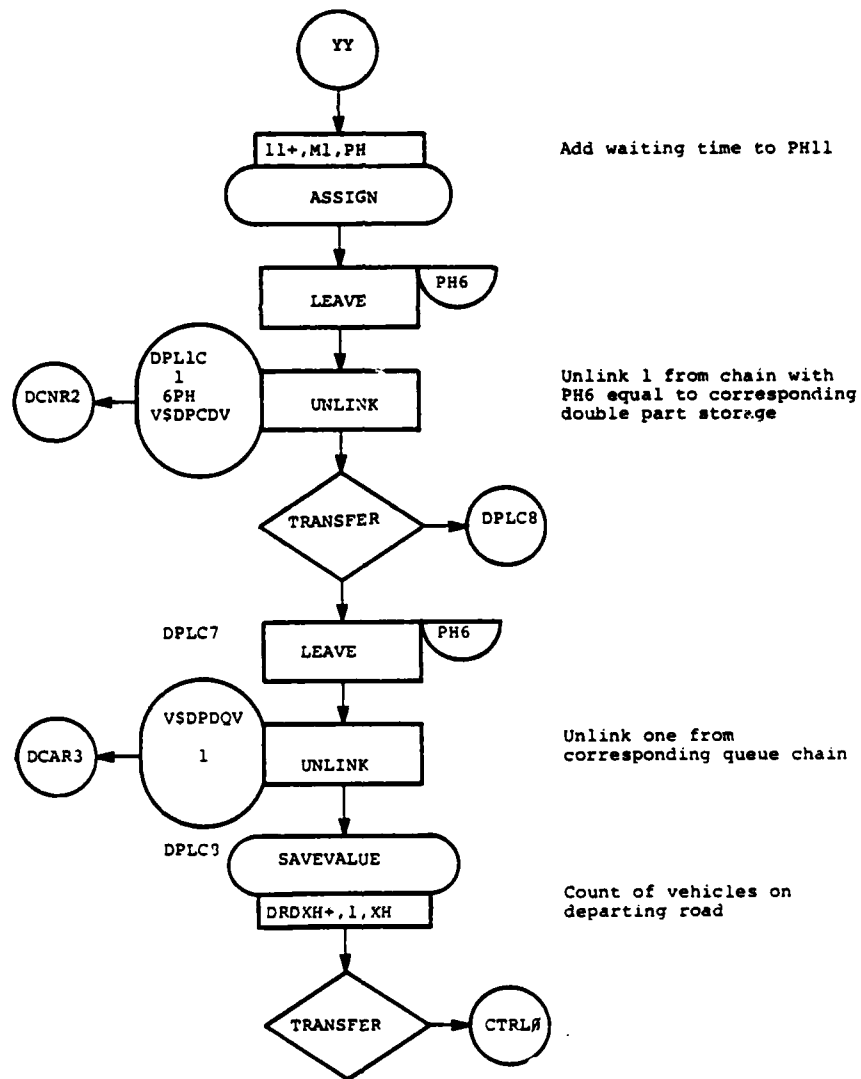 YY
11+,M1,PH
Add waiting time to PH11
ASSIGN
PH6
LEAVE
DPL1C
1
6PH
V$DPCDV
DCNR2
UNLINK
Unlink 1 from chain with
PH6 equal to corresponding
double part storage
TRANSFER
DPLC8
DPLC7
PH6
LEAVE
V$DPDQV
1
DCAR3
UNLINK
Unlink one from
corresponding queue chain
DPLC8
SAVEVALUE
DRDXH+,1,XH
Count of vehicles on
departing road
TRANSFER
CTRLØ